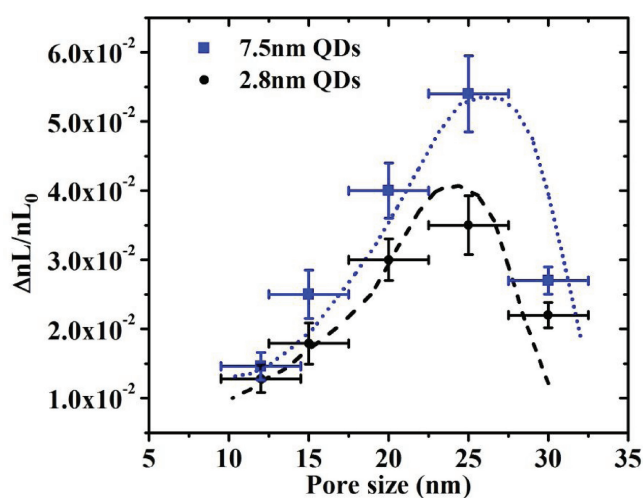 7.5nm QDs
2.8nm QDs
6.0x10⁻²
5.0x10⁻²
4.0x10⁻²
3.0x10⁻²
2.0x10⁻²
1.0x10⁻²
ΔnL/nL₀
5 10 15 20 25 30 35
Pore size (nm)